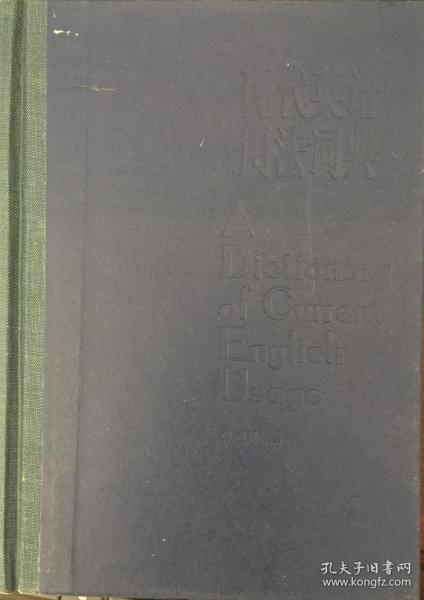 现代英语
用法词典
A
Dictionary
of Current
English
Usage
2
孔夫子旧书网
www.kongfz.com